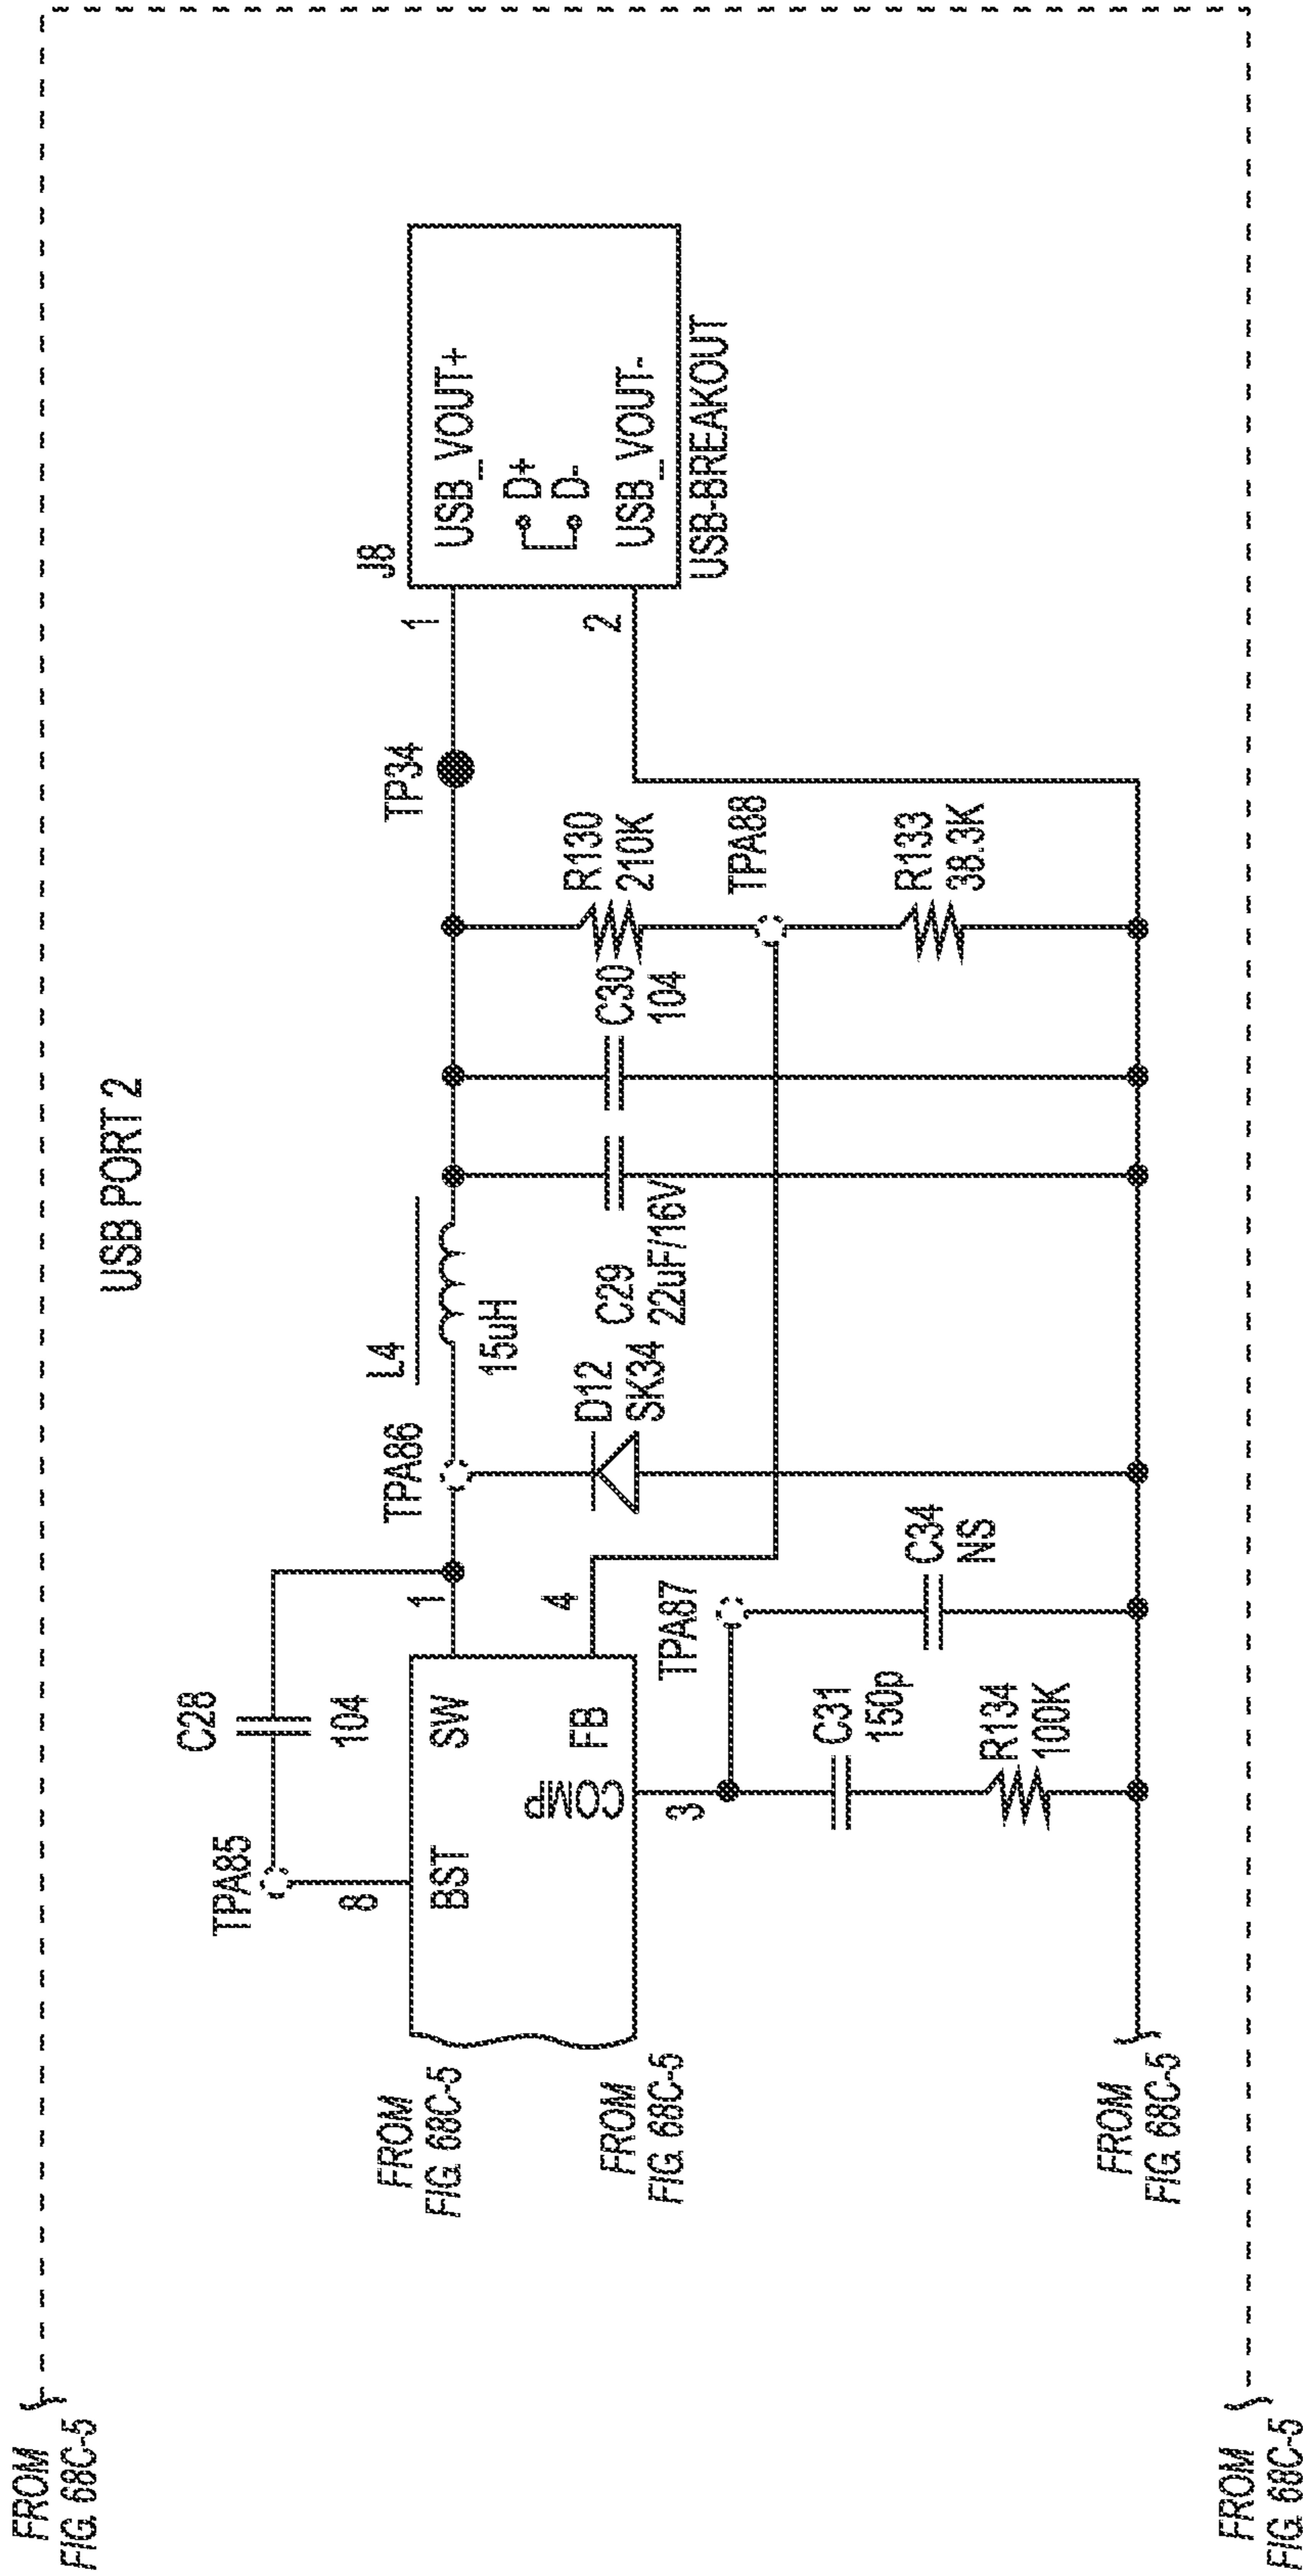 USB PORT 2
FROM
FIG. 68C-5
TPA85
C28
104
8
BST
SW
1
COMP
3
FB
4
FROM
FIG. 68C-5
FROM
FIG. 68C-5
TPA86
L4
15uH
D12
SK34
C29
22uF/16V
C30
104
TP34
R130
210K
TPA88
R133
38.3K
TPA87
C31
150p
R134
100K
C34
NS
J8
1
USB_VOUT+
D+
D-
2
USB_VOUT-
USB-BREAKOUT
FROM
FIG. 68C-5
FROM
FIG. 68C-5